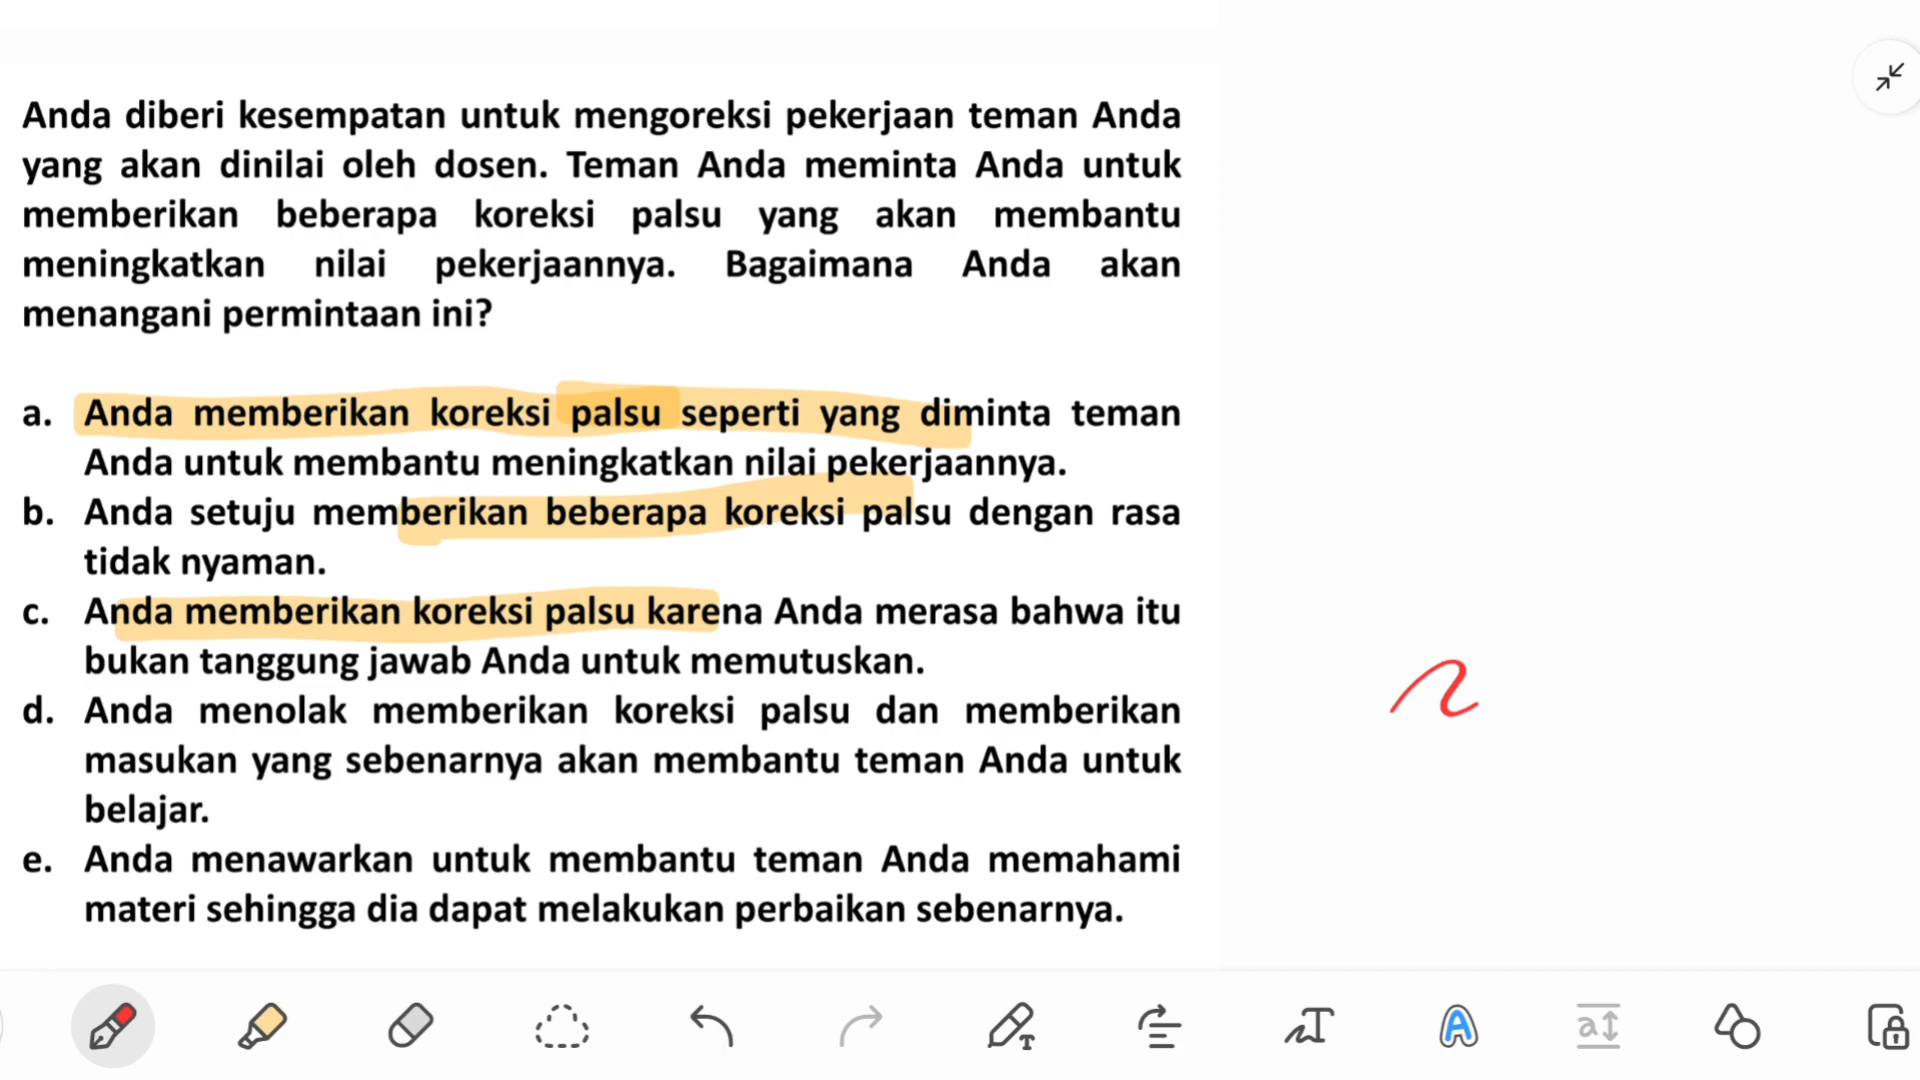 Anda diberi kesempatan untuk mengoreksi pekerjaan teman Anda
yang akan dinilai oleh dosen. Teman Anda meminta Anda untuk
memberikan beberapa koreksi palsu yang akan membantu
meningkatkan nilai pekerjaannya. Bagaimana Anda akan
menangani permintaan ini?
a. Anda memberikan koreksi palsu seperti yang diminta teman
Anda untuk membantu meningkatkan nilai pekerjaannya.
b. Anda setuju memberikan beberapa koreksi palsu dengan rasa
tidak nyaman.
c. Anda memberikan koreksi palsu karena Anda merasa bahwa itu
bukan tanggung jawab Anda untuk memutuskan.
d. Anda menolak memberikan koreksi palsu dan memberikan
masukan yang sebenarnya akan membantu teman Anda untuk
belajar.
e. Anda menawarkan untuk membantu teman Anda memahami
materi sehingga dia dapat melakukan perbaikan sebenarnya.